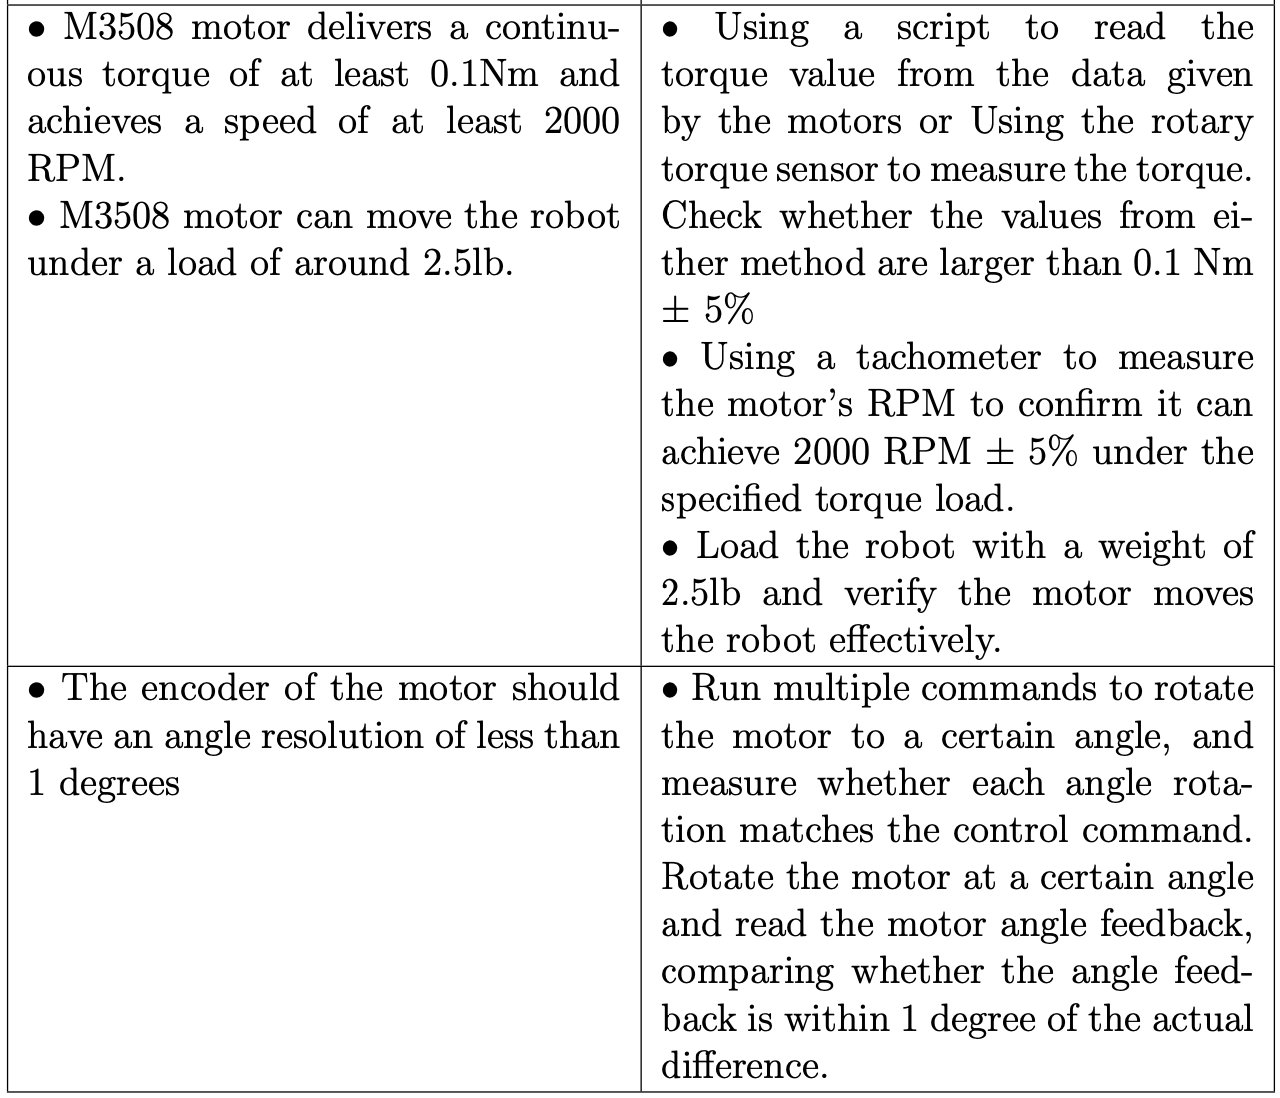 • M3508 motor delivers a continu-
ous torque of at least 0.1Nm and
achieves a speed of at least 2000
RPM.
• M3508 motor can move the robot
under a load of around 2.5lb.
• Using a script to read the
torque value from the data given
by the motors or Using the rotary
torque sensor to measure the torque.
Check whether the values from ei-
ther method are larger than 0.1 Nm
± 5%
• Using a tachometer to measure
the motor's RPM to confirm it can
achieve 2000 RPM ± 5% under the
specified torque load.
• Load the robot with a weight of
2.5lb and verify the motor moves
the robot effectively.
• The encoder of the motor should
have an angle resolution of less than
1 degrees
• Run multiple commands to rotate
the motor to a certain angle, and
measure whether each angle rota-
tion matches the control command.
Rotate the motor at a certain angle
and read the motor angle feedback,
comparing whether the angle feed-
back is within 1 degree of the actual
difference.